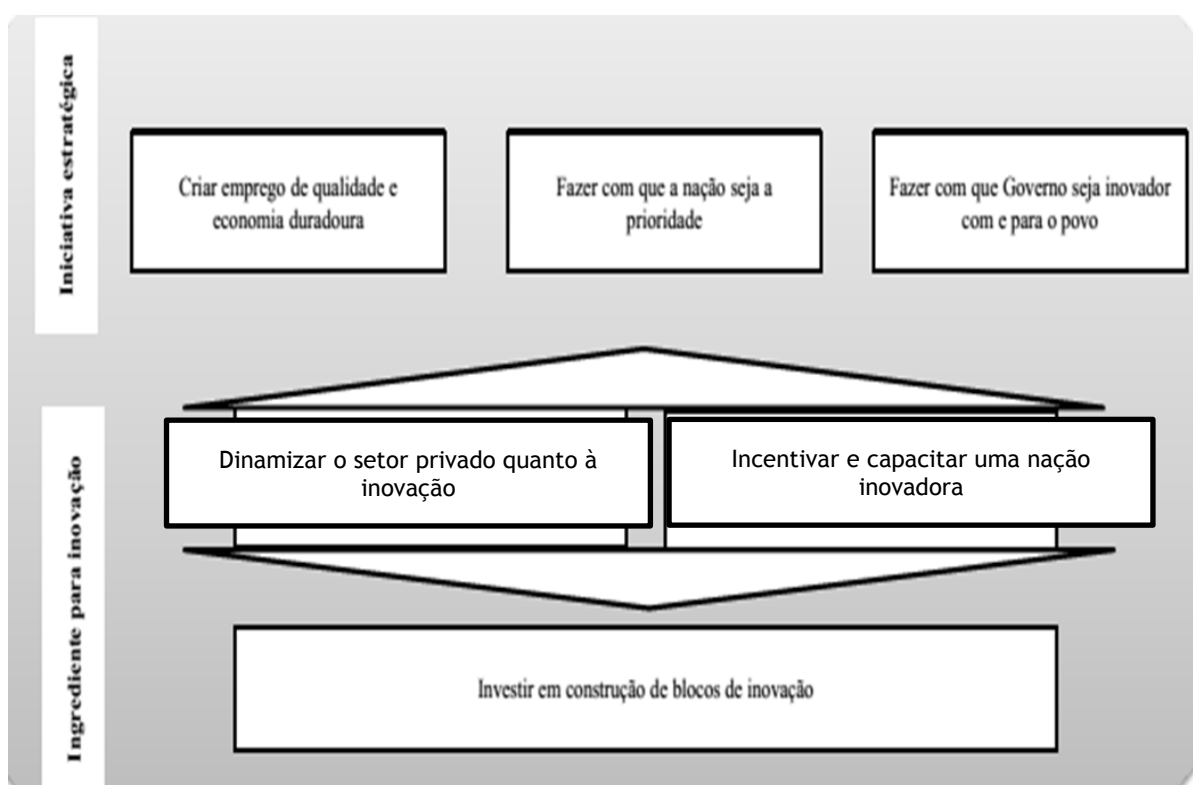 Iniciativa estratégica
Criar emprego de qualidade e
economia duradoura
Fazer com que a nação seja a
prioridade
Fazer com que Governo seja inovador
com e para o povo
Ingrediente para inovação
Dinamizar o setor privado quanto à
inovação
Incentivar e capacitar uma nação
inovadora
Investir em construção de blocos de inovação